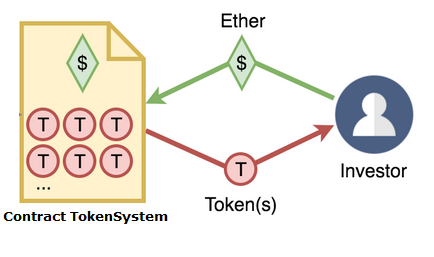 Ether
$
$
T T T
T T T
...
T
Investor
Token(s)
Contract TokenSystem